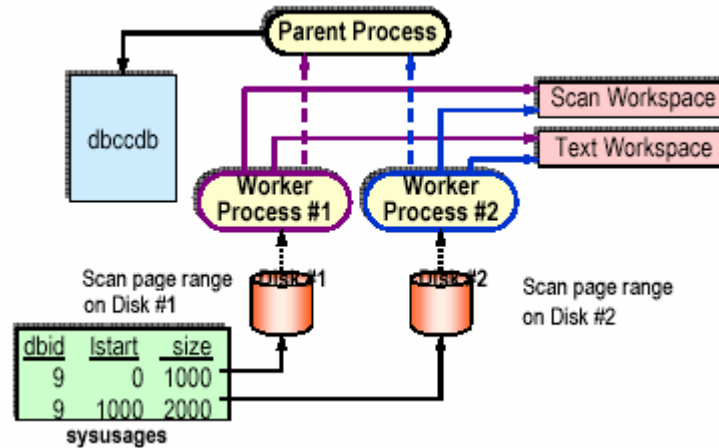 Parent Process
dbccdb
Scan Workspace
Text Workspace
Worker
Process #1
Worker
Process #2
Scan page range
on Disk #1
Disk #1
Disk #2
Scan page range
on Disk #2
dbid lstart size
9 0 1000
9 1000 2000
sysusages